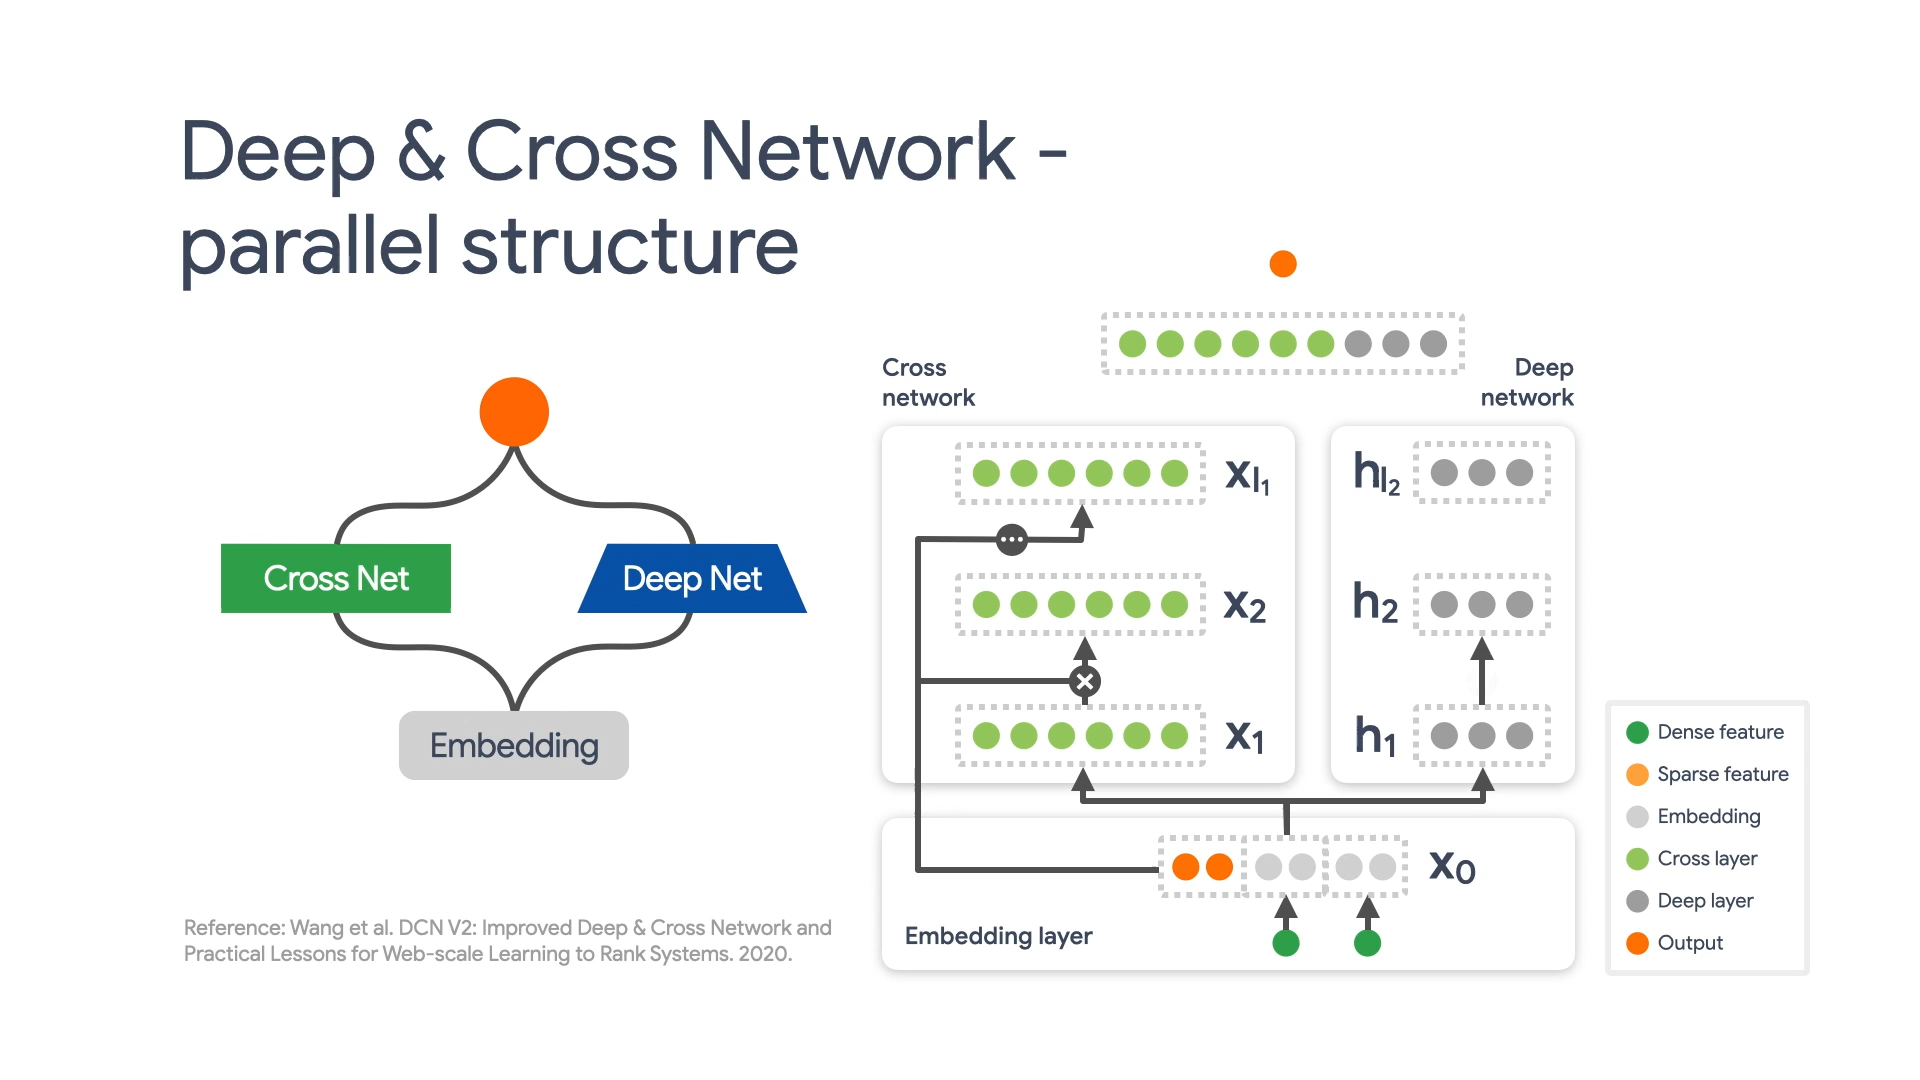 Deep & Cross Network -
parallel structure
Cross Net
Deep Net
Embedding
Reference: Wang et al. DCN V2: Improved Deep & Cross Network and
Practical Lessons for Web-scale Learning to Rank Systems. 2020.
Cross
network
Deep
network
xl1
hl2
x2
h2
x1
h1
x0
Embedding layer
Dense feature
Sparse feature
Embedding
Cross layer
Deep layer
Output